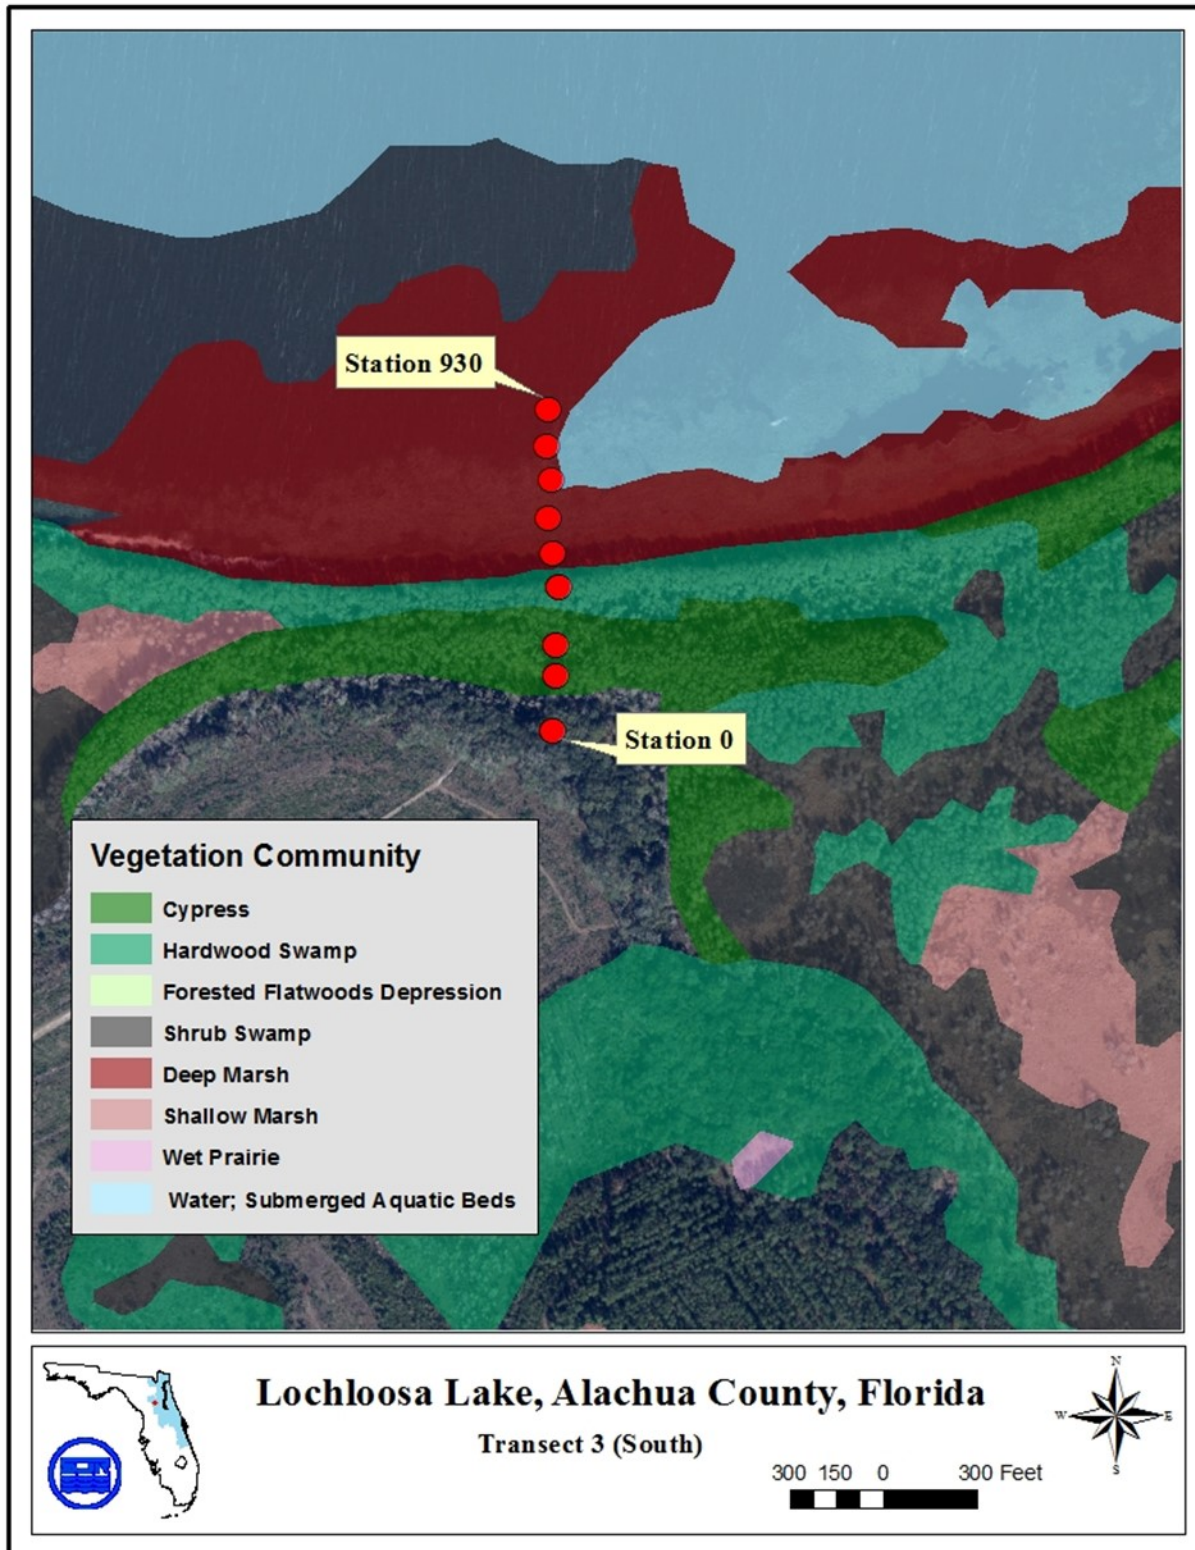 Station 930
Station 0
Vegetation Community
Cypress
Hardwood Swamp
Forested Flatwoods Depression
Shrub Swamp
Deep Marsh
Shallow Marsh
Wet Prairie
Water; Submerged Aquatic Beds
Lochloosa Lake, Alachua County, Florida
Transect 3 (South)
300 150 0 300 Feet
N
W E
S